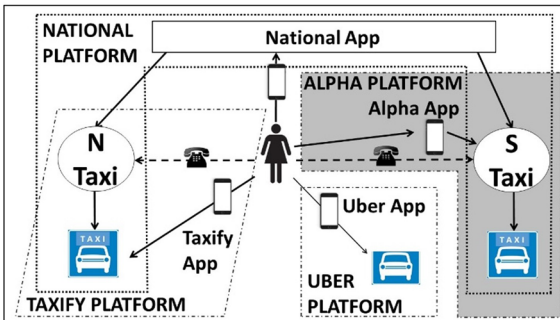 NATIONAL
PLATFORM
National App
ALPHA PLATFORM
Alpha App
N
Taxi
S
Taxi
TAXI
Taxify
App
Uber App
TAXI
UBER
PLATFORM
TAXIFY PLATFORM